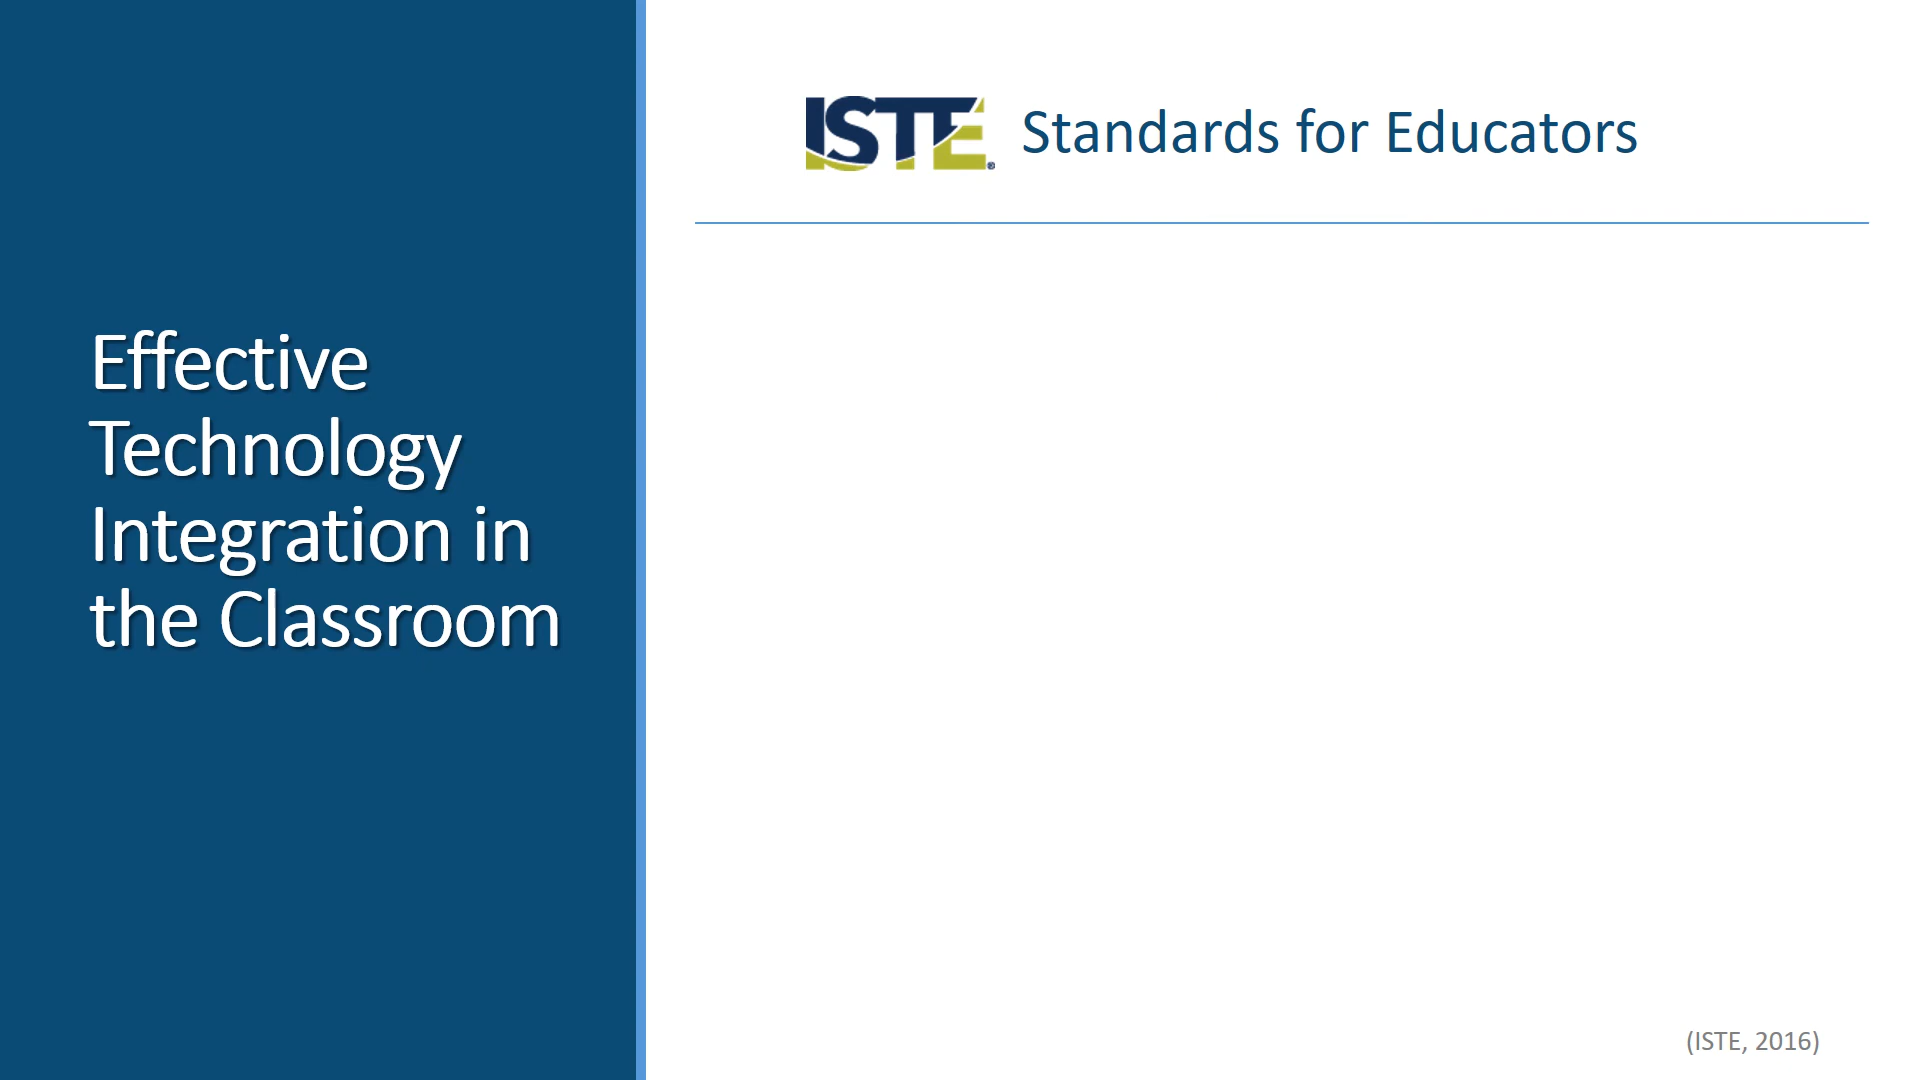 Effective
Technology
Integration in
the Classroom
ISTE® Standards for Educators
(ISTE, 2016)